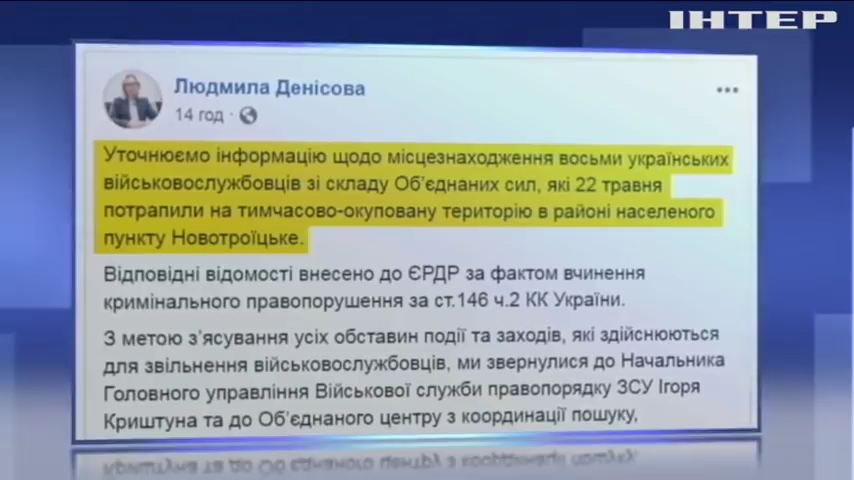 ІНТЕР
Людмила Денісова
14 год ·
Уточнюємо інформацію щодо місцезнаходження восьми українських
військовослужбовців зі складу Об'єднаних сил, які 22 травня
потрапили на тимчасово-окуповану територію в районі населеного
пункту Новотроїцьке.
Відповідні відомості внесено до ЄРДР за фактом вчинення
кримінального правопорушення за ст.146 ч.2 КК України.
З метою з'ясування усіх обставин події та заходів, які здійснюються
для звільнення військовослужбовців, ми звернулися до Начальника
Головного управління Військової служби правопорядку ЗСУ Ігоря
Криштуна та до Об'єднаного центру з координації пошуку,